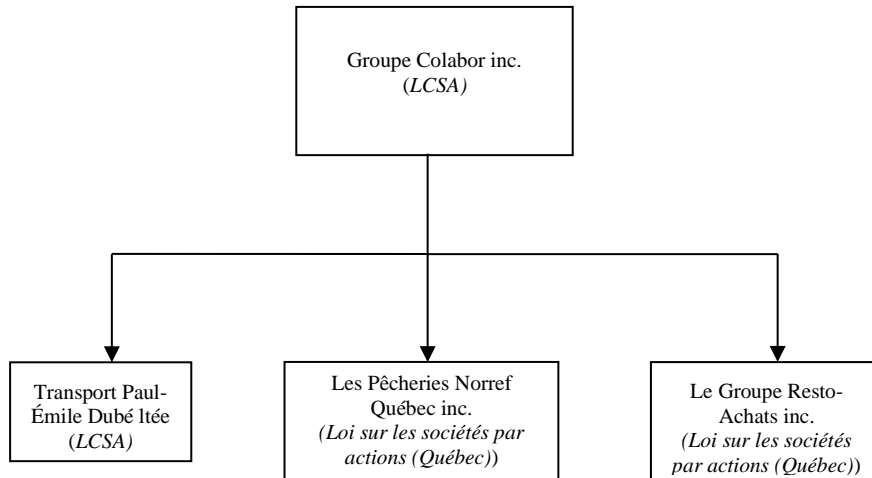 Groupe Colabor inc.
(LCSA)
Transport Paul-
Émile Dubé ltée
(LCSA)
Les Pêcheries Norref
Québec inc.
(Loi sur les sociétés par
actions (Québec))
Le Groupe Resto-
Achats inc.
(Loi sur les sociétés
par actions (Québec))